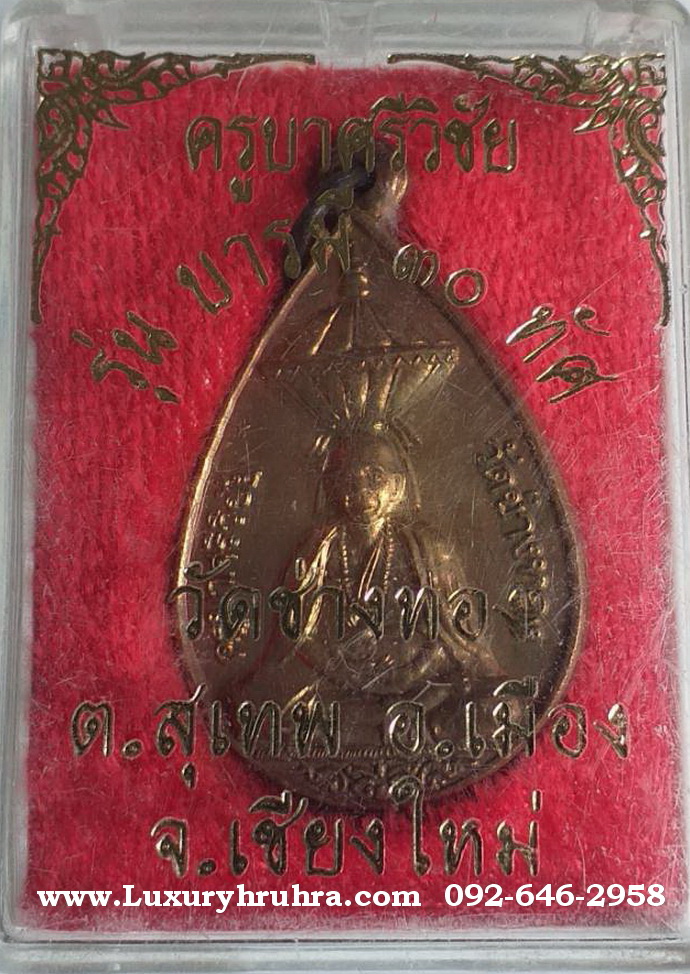 ครูบาศรีวิชัย
รุ่น บารมี ๓๐ ทัศ
วัดช้างทอง
ต.สุเทพ อ.เมือง
จ.เชียงใหม่
www.Luxuryhruhra.com 092-646-2958